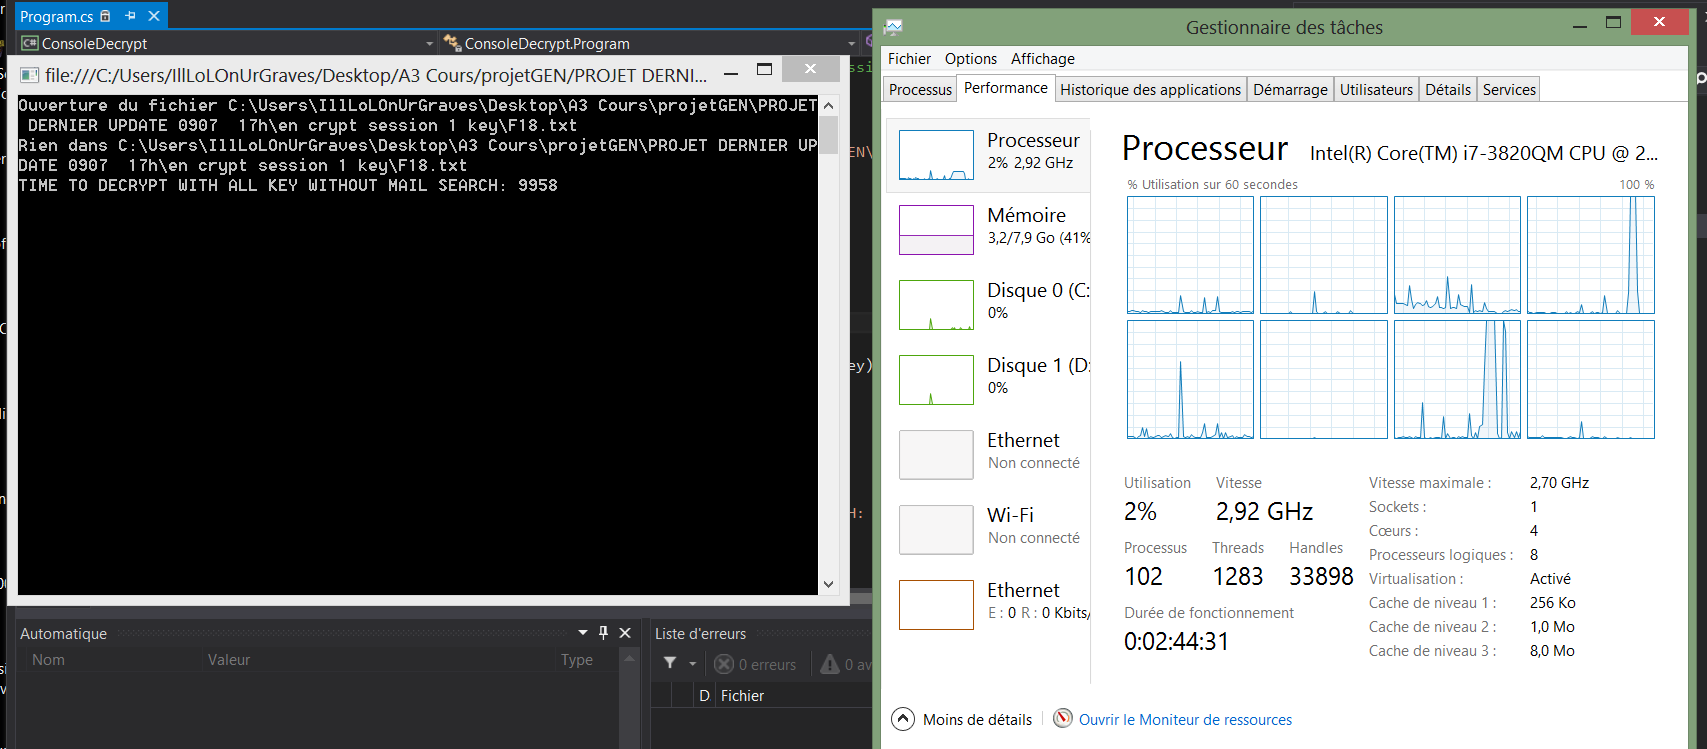 Program.cs
ConsoleDecrypt
ConsoleDecrypt.Program
file:///C:/Users/IllLoLOnUrGraves/Desktop/A3 Cours/projetGEN/PROJET DERNI...
Ouverture du fichier C:\Users\IllLoLOnUrGraves\Desktop\A3 Cours\projetGEN\PROJET
DERNIER UPDATE 0907  17h\en crypt session 1 key\F18.txt
Rien dans C:\Users\IllLoLOnUrGraves\Desktop\A3 Cours\projetGEN\PROJET DERNIER UP
DATE 0907  17h\en crypt session 1 key\F18.txt
TIME TO DECRYPT WITH ALL KEY WITHOUT MAIL SEARCH: 9958
ey)
H:
Automatique
Nom Valeur Type
Liste d'erreurs
0 erreurs 0 av
D Fichier
Gestionnaire des tâches
Fichier Options Affichage
Processus Performance Historique des applications Démarrage Utilisateurs Détails Services
Processeur
2% 2,92 GHz
Mémoire
3,2/7,9 Go (41%
Disque 0 (C:
0%
Disque 1 (D:
0%
Ethernet
Non connecté
Wi-Fi
Non connecté
Ethernet
E : 0 R : 0 Kbits/
Processeur Intel(R) Core(TM) i7-3820QM CPU @ 2...
% Utilisation sur 60 secondes 100 %
Utilisation Vitesse
2% 2,92 GHz
Processus Threads Handles
102 1283 33898
Durée de fonctionnement
0:02:44:31
Vitesse maximale : 2,70 GHz
Sockets : 1
Cœurs : 4
Processeurs logiques : 8
Virtualisation : Activé
Cache de niveau 1 : 256 Ko
Cache de niveau 2 : 1,0 Mo
Cache de niveau 3 : 8,0 Mo
Moins de détails Ouvrir le Moniteur de ressources